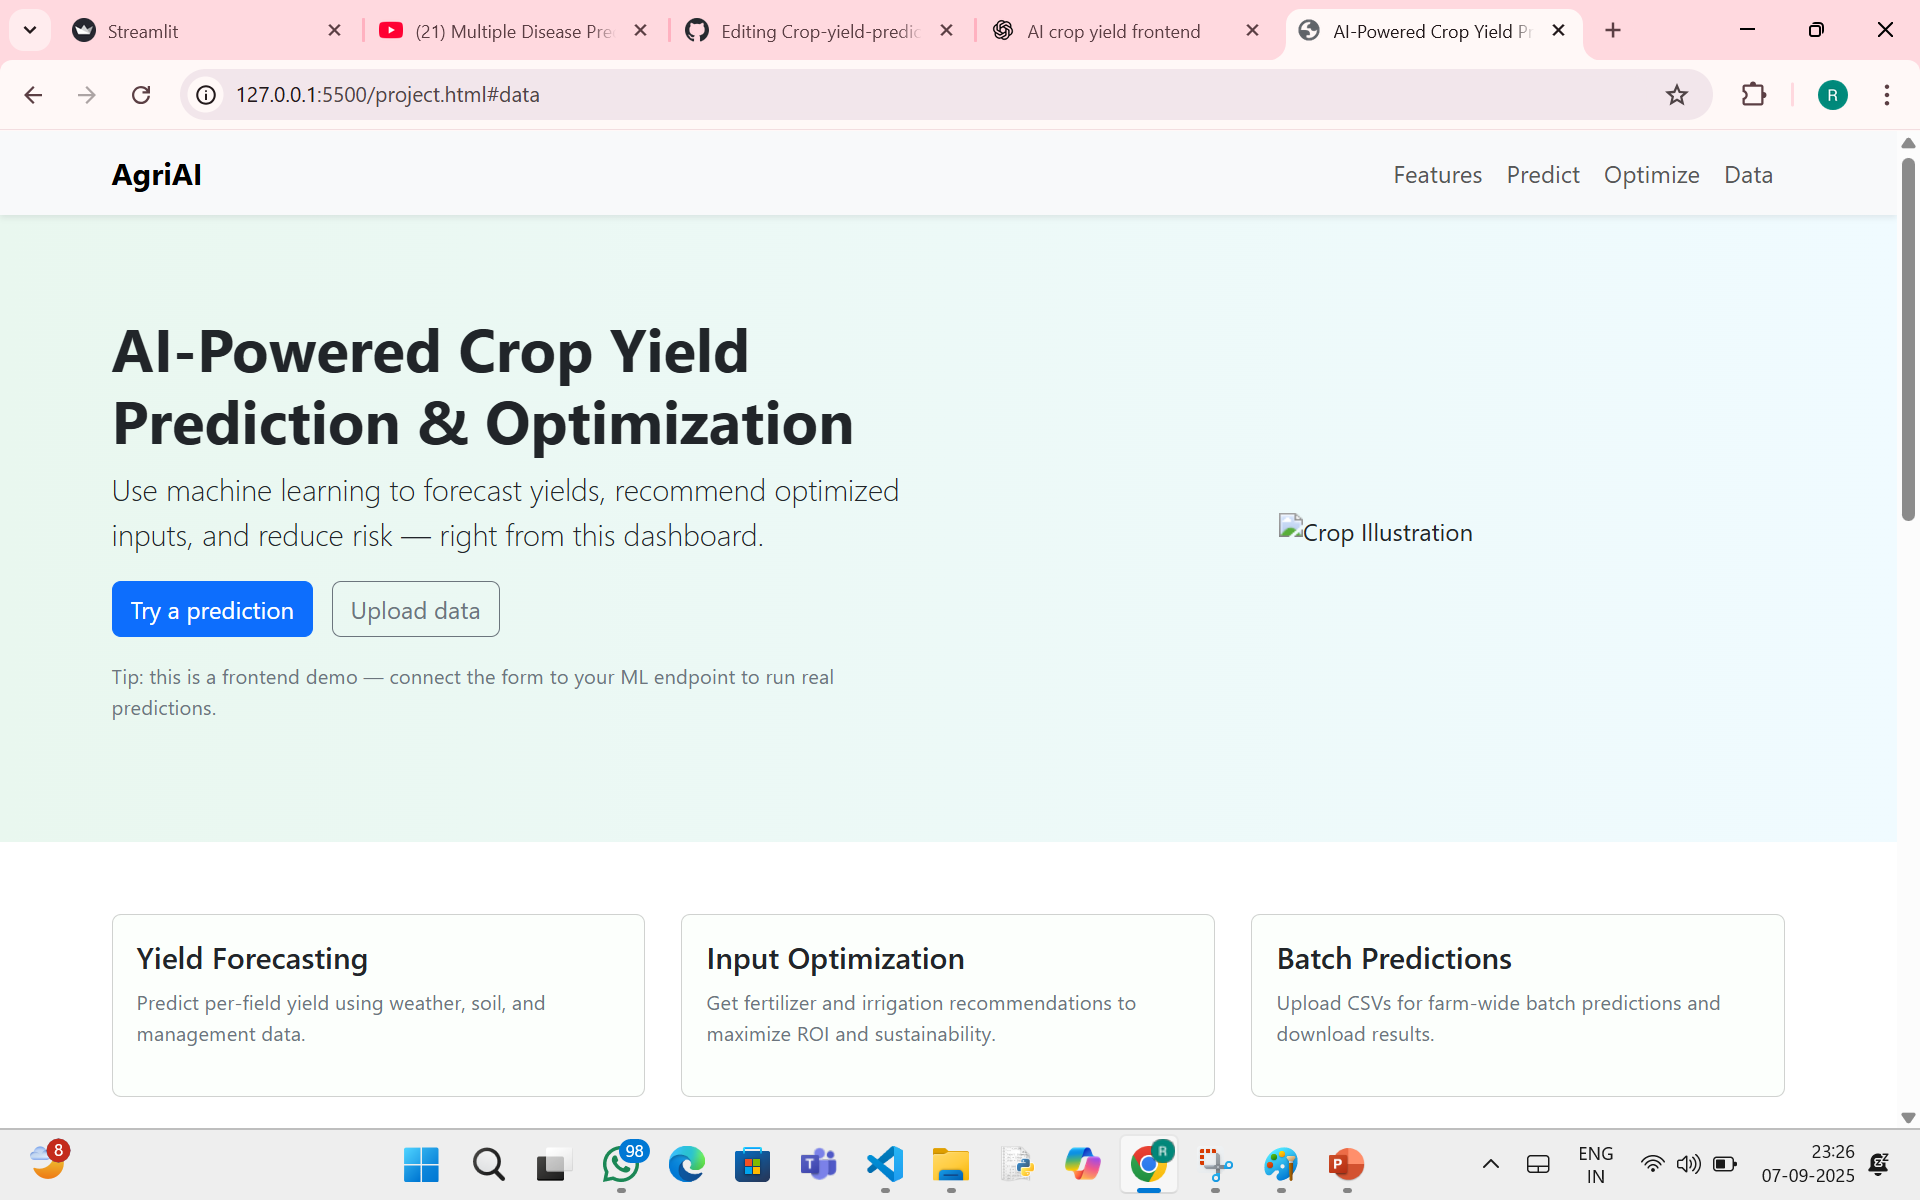 Streamlit
(21) Multiple Disease Pre
Editing Crop-yield-predic
AI crop yield frontend
AI-Powered Crop Yield Pr
127.0.0.1:5500/project.html#data
R
AgriAI
Features
Predict
Optimize
Data
AI-Powered Crop Yield
Prediction & Optimization
Use machine learning to forecast yields, recommend optimized
inputs, and reduce risk — right from this dashboard.
Crop Illustration
Try a prediction
Upload data
Tip: this is a frontend demo — connect the form to your ML endpoint to run real
predictions.
Yield Forecasting
Predict per-field yield using weather, soil, and
management data.
Input Optimization
Get fertilizer and irrigation recommendations to
maximize ROI and sustainability.
Batch Predictions
Upload CSVs for farm-wide batch predictions and
download results.
8
98
R
ENG
IN
23:26
07-09-2025